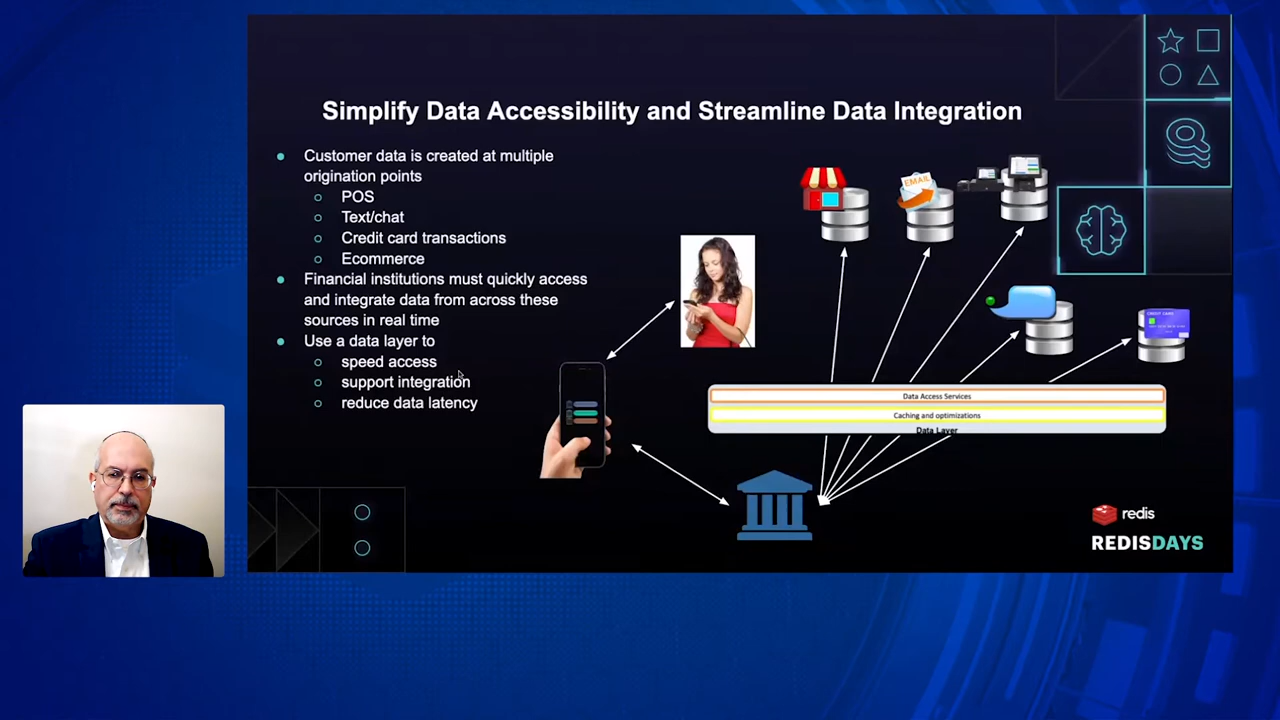 Simplify Data Accessibility and Streamline Data Integration
Customer data is created at multiple
origination points
POS
Text/chat
Credit card transactions
Ecommerce
Financial institutions must quickly access
and integrate data from across these
sources in real time
Use a data layer to
speed access
support integration
reduce data latency
EMAIL
CREDIT CARD
Data Access Services
Caching and optimizations
Data Layer
redis
REDISDAYS